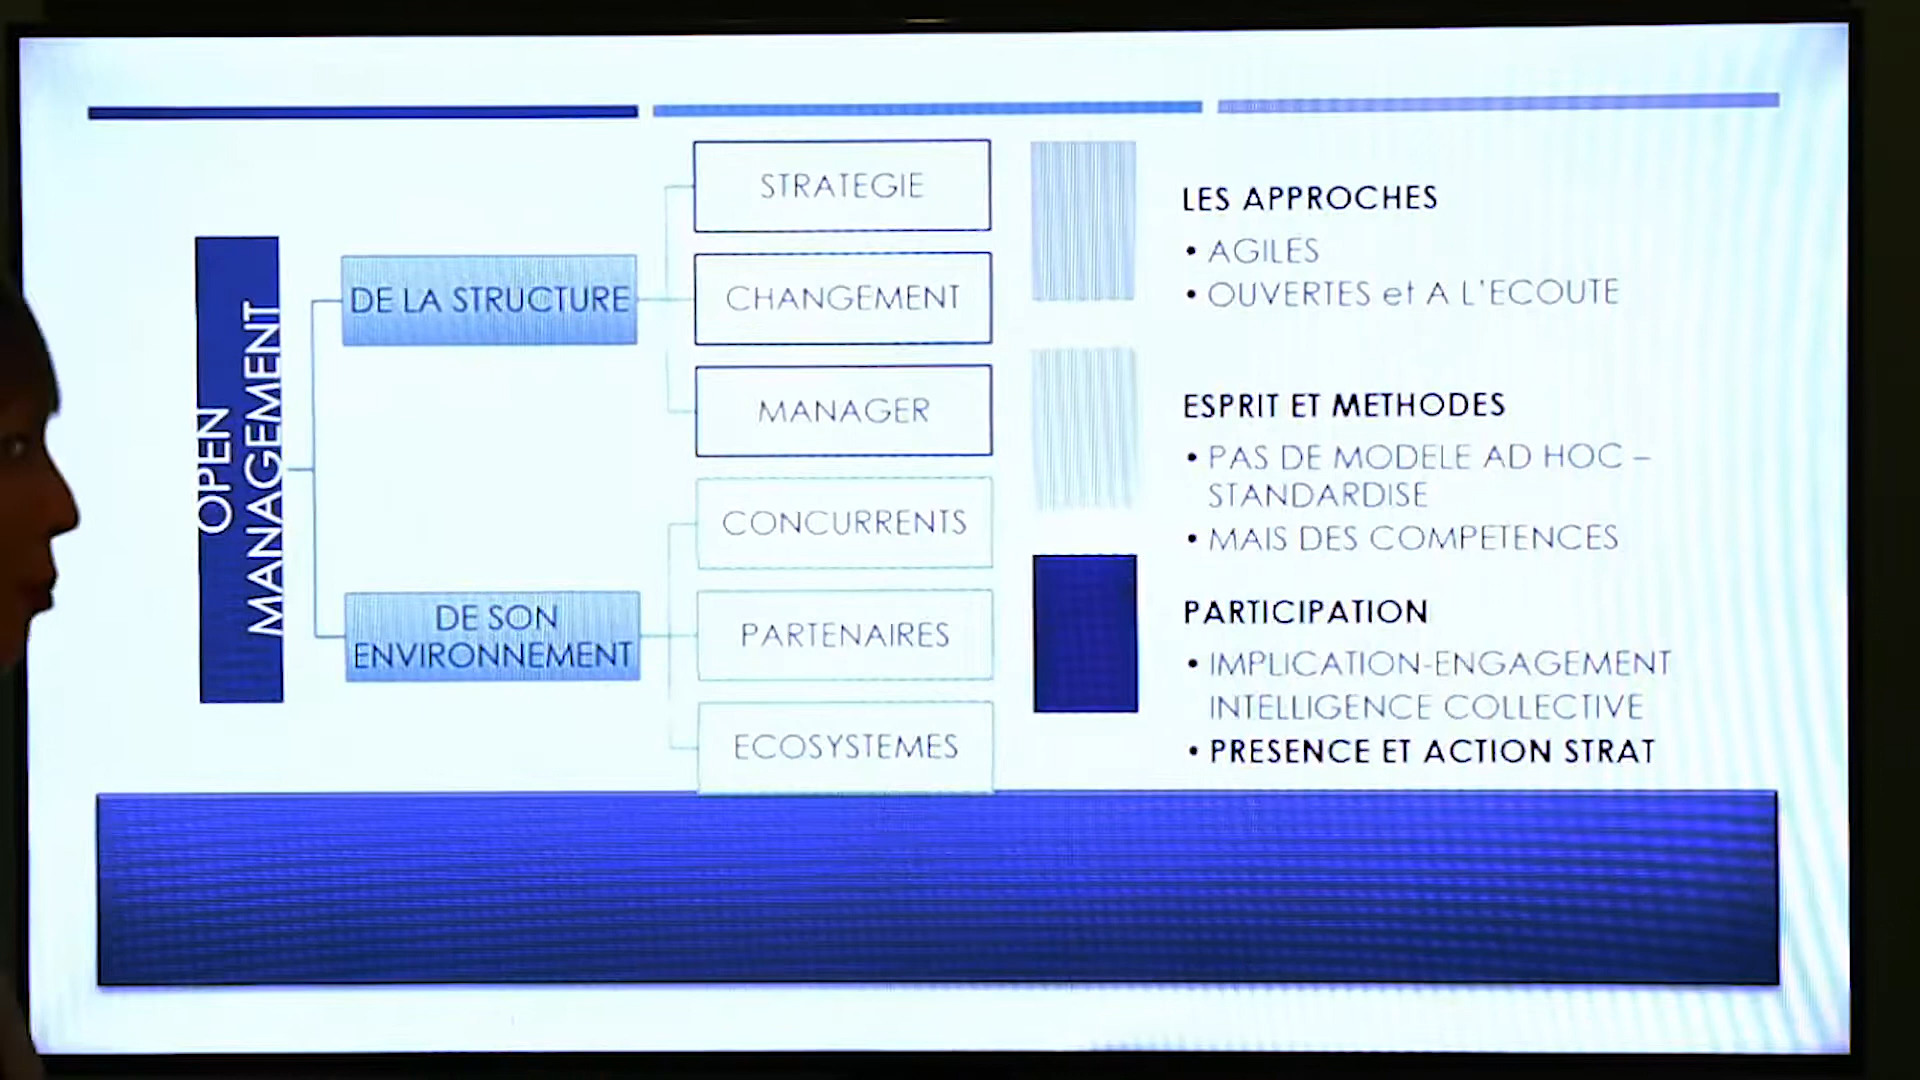 OPEN
MANAGEMENT
DE LA STRUCTURE
STRATEGIE
CHANGEMENT
MANAGER
DE SON
ENVIRONNEMENT
CONCURRENTS
PARTENAIRES
ECOSYSTEMES
LES APPROCHES
• AGILES
• OUVERTES et A L'ECOUTE
ESPRIT ET METHODES
• PAS DE MODELE AD HOC –
STANDARDISE
• MAIS DES COMPETENCES
PARTICIPATION
• IMPLICATION-ENGAGEMENT
INTELLIGENCE COLLECTIVE
• PRESENCE ET ACTION STRAT